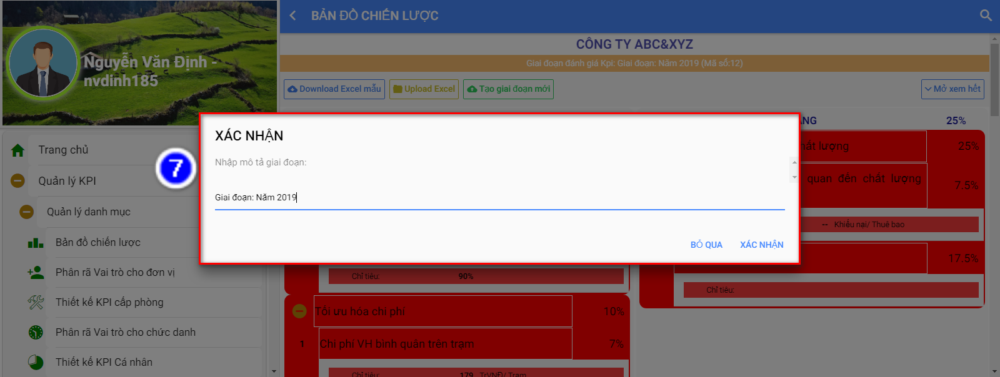 Nguyễn Văn Định -
nvdinh185
Trang chủ
Quản lý KPI
Quản lý danh mục
Bản đồ chiến lược
Phân rã Vai trò cho đơn vị
Thiết kế KPI cấp phòng
Phân rã Vai trò cho chức danh
Thiết kế KPI Cá nhân
BẢN ĐỒ CHIẾN LƯỢC
CÔNG TY ABC&XYZ
Giai đoạn đánh giá Kpi: Giai đoạn: Năm 2019 (Mã số:12)
Download Excel mẫu
Upload Excel
Tạo giai đoạn mới
Mở xem hết
7
XÁC NHẬN
Nhập mô tả giai đoạn:
Giai đoạn: Năm 2019
BỎ QUA
XÁC NHẬN
Chỉ tiêu: 90%
Tối ưu hóa chi phí 10%
1 Chi phí VH bình quân trên trạm 7%
Chỉ tiêu: 179 TrVNĐ/ Trạm
25%
lượng 25%
quan đến chất lượng 7.5%
-- Khiếu nại/ Thuê bao
17.5%
Chỉ tiêu: